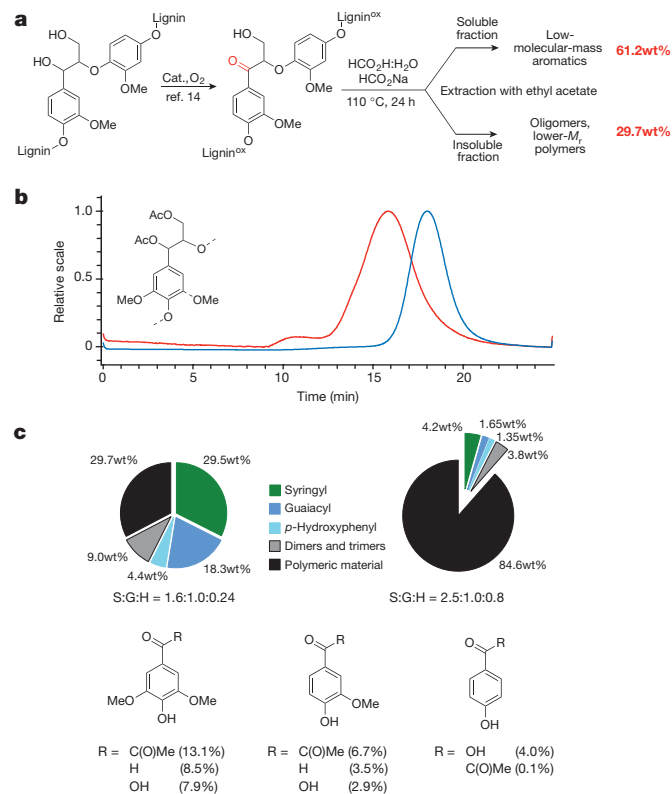 a
Lignin
O
HO
HO
O
OMe
OMe
O
Lignin
Cat., O2
ref. 14
Lignin^ox
O
HO
O
O
OMe
OMe
O
Lignin^ox
HCO2H:H2O
HCO2Na
110 °C, 24 h
Soluble
fraction
Low-
molecular-mass
aromatics
61.2wt%
Extraction with ethyl acetate
Insoluble
fraction
Oligomers,
lower-Mr
polymers
29.7wt%
b
Relative scale
1.0
0.5
0
AcO
AcO
O
MeO
OMe
O
0
5
10
15
20
Time (min)
c
29.7wt%
29.5wt%
9.0wt%
4.4wt%
18.3wt%
S:G:H = 1.6:1.0:0.24
Syringyl
Guaiacyl
p-Hydroxyphenyl
Dimers and trimers
Polymeric material
4.2wt%
1.65wt%
1.35wt%
3.8wt%
84.6wt%
S:G:H = 2.5:1.0:0.8
O
R
MeO
OMe
OH
R = C(O)Me (13.1%)
H (8.5%)
OH (7.9%)
O
R
OMe
OH
R = C(O)Me (6.7%)
H (3.5%)
OH (2.9%)
O
R
OH
R = OH (4.0%)
C(O)Me (0.1%)